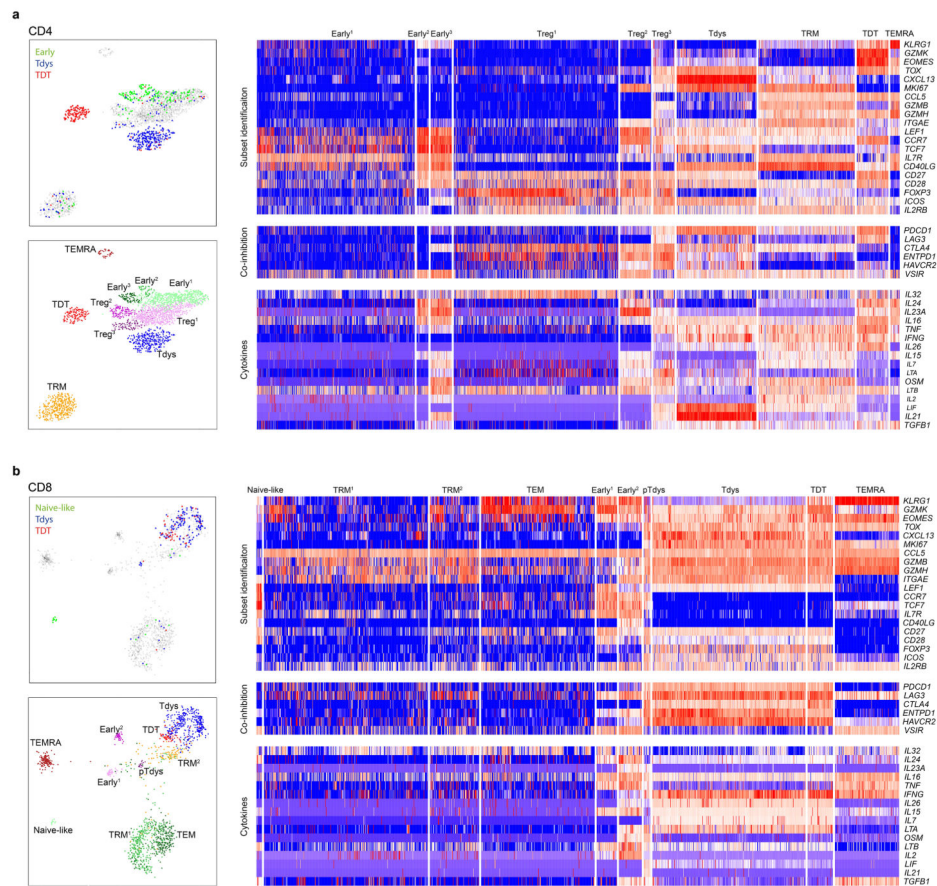 a
CD4
Early
Tdys
TDT
TEMRA
Early³
Early²
Early¹
Treg²
TDT
Treg³
Treg¹
Tdys
TRM
Early¹
Early²
Early³
Treg¹
Treg²
Treg³
Tdys
TRM
TDT
TEMRA
Subset identificaiton
KLRG1
GZMK
EOMES
TOX
CXCL13
MKI67
CCL5
GZMB
GZMH
ITGAE
LEF1
CCR7
TCF7
IL7R
CD40LG
CD27
CD28
FOXP3
ICOS
IL2RB
Co-inhibition
PDCD1
LAG3
CTLA4
ENTPD1
HAVCR2
VSIR
Cytokines
IL32
IL24
IL23A
IL16
TNF
IFNG
IL26
IL15
IL7
LTA
OSM
LTB
IL2
LIF
IL21
TGFB1
b
CD8
Naive-like
Tdys
TDT
Tdys
Early²
TDT
TEMRA
TRM²
pTdys
Early¹
Naive-like
TRM¹
TEM
Naive-like
TRM¹
TRM²
TEM
Early¹
Early²
pTdys
Tdys
TDT
TEMRA
Subset identificaiton
KLRG1
GZMK
EOMES
TOX
CXCL13
MKI67
CCL5
GZMB
GZMH
ITGAE
LEF1
CCR7
TCF7
IL7R
CD40LG
CD27
CD28
FOXP3
ICOS
IL2RB
Co-inhibition
PDCD1
LAG3
CTLA4
ENTPD1
HAVCR2
VSIR
Cytokines
IL32
IL24
IL23A
IL16
TNF
IFNG
IL26
IL15
IL7
LTA
OSM
LTB
IL2
LIF
IL21
TGFB1